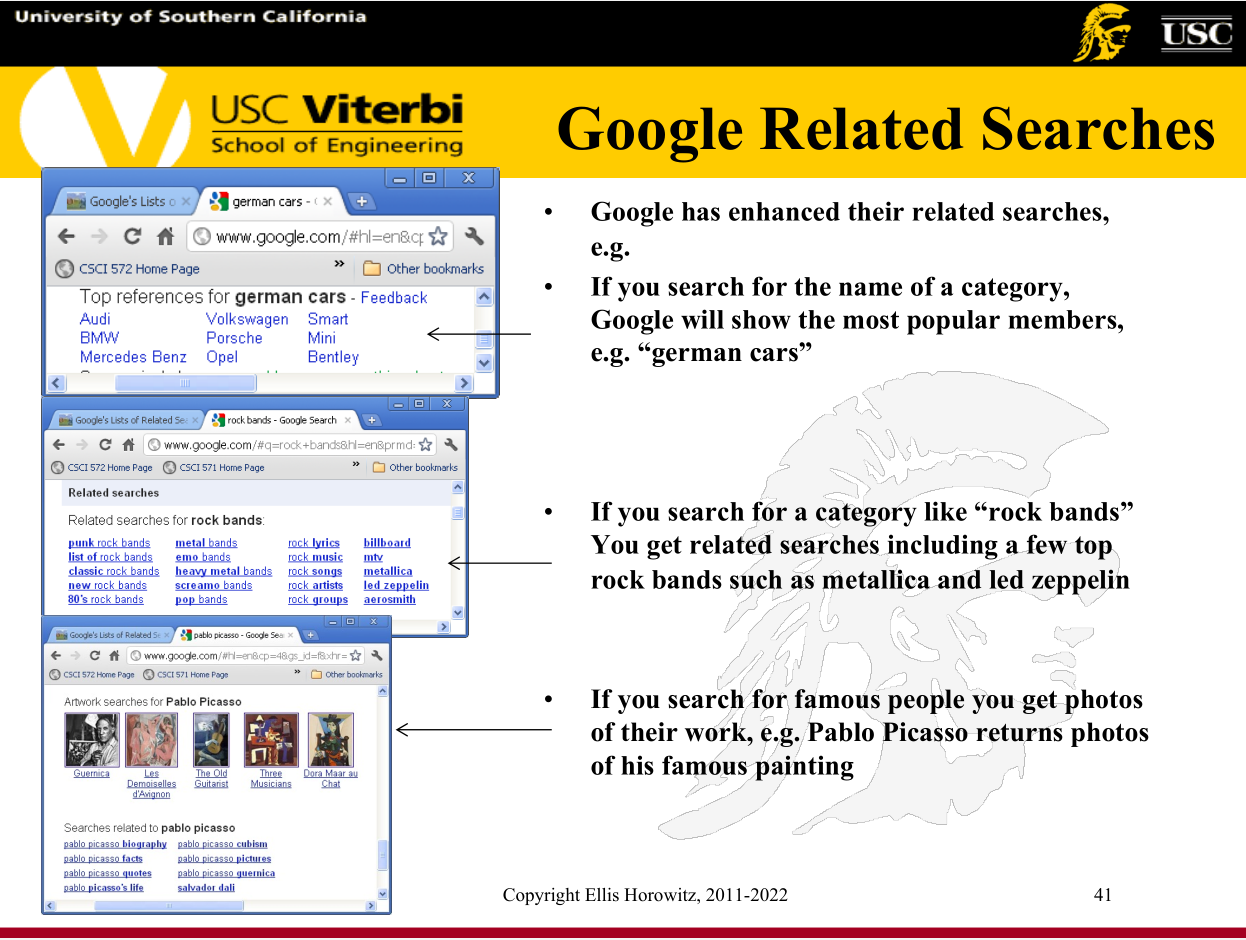 University of Southern California
USC
USC Viterbi
School of Engineering
Google Related Searches
Google's Lists o
german cars - (
www.google.com/#hl=en&cp
CSCI 572 Home Page
»
Other bookmarks
Top references for german cars - Feedback
Audi Volkswagen Smart
BMW Porsche Mini
Mercedes Benz Opel Bentley
Google's Lists of Related Se
rock bands - Google Search
www.google.com/#q=rock+bands&hl=en&prmd=
CSCI 572 Home Page CSCI 571 Home Page » Other bookmarks
Related searches
Related searches for rock bands:
punk rock bands metal bands rock lyrics billboard
list of rock bands emo bands rock music mtv
classic rock bands heavy metal bands rock songs metallica
new rock bands screamo bands rock artists led zeppelin
80's rock bands pop bands rock groups aerosmith
Google's Lists of Related Se
pablo picasso - Google Sea
www.google.com/#hl=en&cp=4&gs_id=f&xhr=
CSCI 572 Home Page CSCI 571 Home Page » Other bookmarks
Artwork searches for Pablo Picasso
Guernica Les The Old Three Dora Maar au
Demoiselles Guitarist Musicians Chat
d'Avignon
Searches related to pablo picasso
pablo picasso biography pablo picasso cubism
pablo picasso facts pablo picasso pictures
pablo picasso quotes pablo picasso guernica
pablo picasso's life salvador dali
• Google has enhanced their related searches,
e.g.
• If you search for the name of a category,
Google will show the most popular members,
e.g. “german cars”
• If you search for a category like “rock bands”
You get related searches including a few top
rock bands such as metallica and led zeppelin
• If you search for famous people you get photos
of their work, e.g. Pablo Picasso returns photos
of his famous painting
Copyright Ellis Horowitz, 2011-2022
41